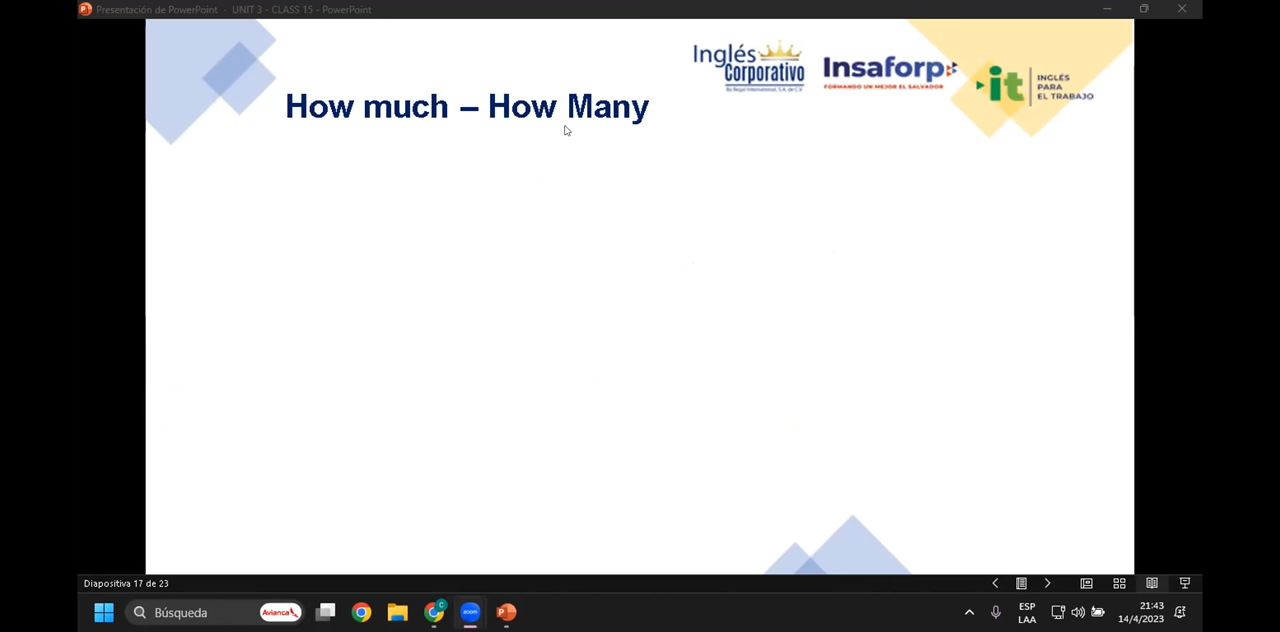 Presentación de PowerPoint - UNIT 3 - CLASS 15 - PowerPoint
Inglés
Corporativo
Insaforp
FORMANDO UN MEJOR EL SALVADOR
it
INGLÉS
PARA
EL TRABAJO
How much – How Many
Diapositiva 17 de 23
Búsqueda
Avianca
zoom
ESP
LAA
21:43
14/4/2023